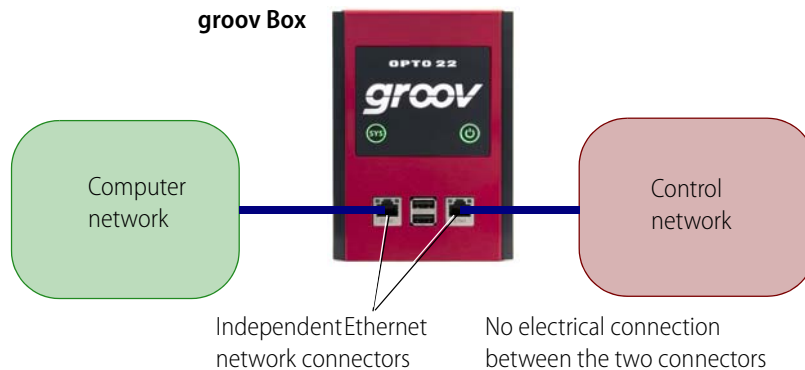 groov Box
OPTO 22
groov
SYS
Computer
network
Control
network
Independent Ethernet
network connectors
No electrical connection
between the two connectors